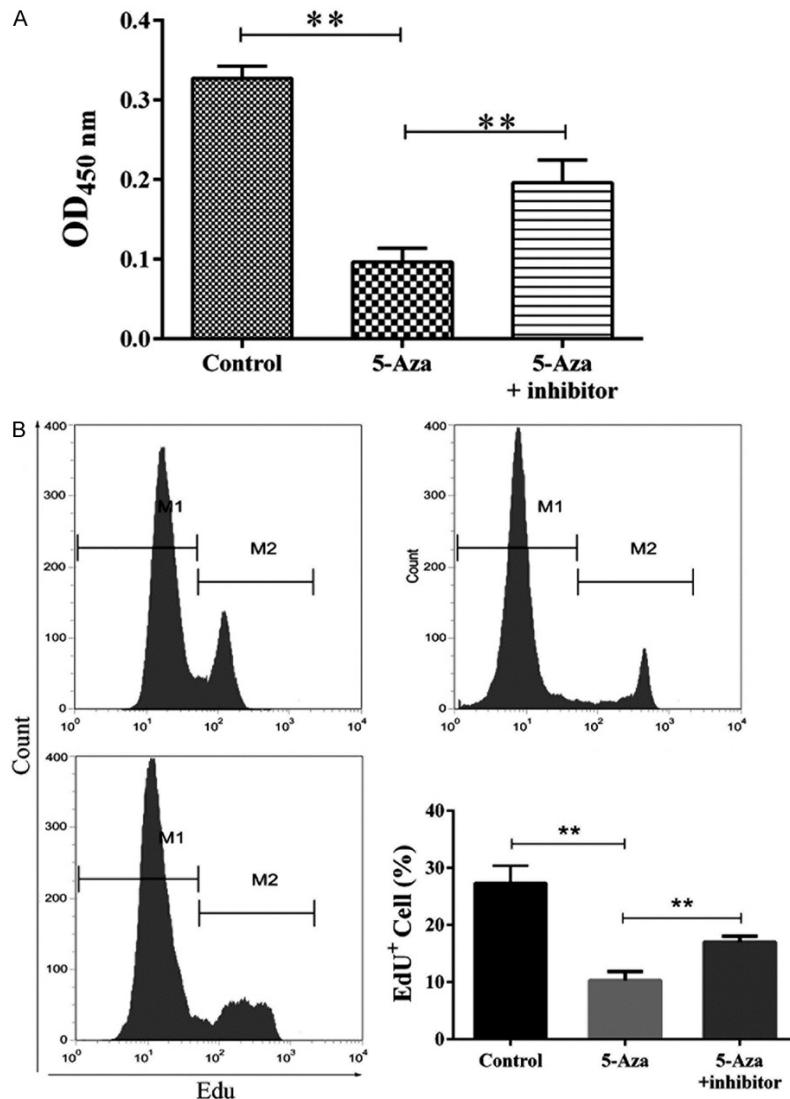 A
OD450 nm
0.4
0.3
0.2
0.1
0.0
**
**
Control
5-Aza
5-Aza
+ inhibitor
B
Count
400
300
200
100
0
M1
M2
10^0
10^1
10^2
10^3
10^4
Count
400
300
200
100
0
M1
M2
10^0
10^1
10^2
10^3
10^4
400
300
200
100
0
M1
M2
10^0
10^1
10^2
10^3
10^4
Edu
EdU+ Cell (%)
40
30
20
10
0
**
**
Control
5-Aza
5-Aza
+inhibitor